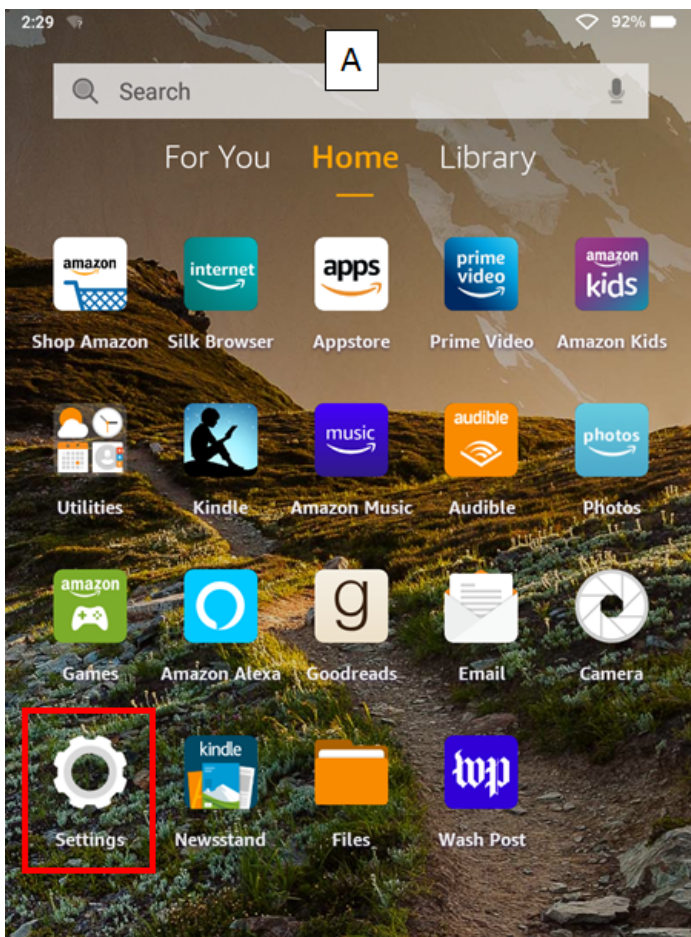 2:29 92%
A
Search
For You Home Library
amazon internet apps prime video amazon kids
Shop Amazon Silk Browser Appstore Prime Video Amazon Kids
music audible photos
Utilities Kindle Amazon Music Audible Photos
amazon g
Games Amazon Alexa Goodreads Email Camera
kindle wp
Settings Newsstand Files Wash Post